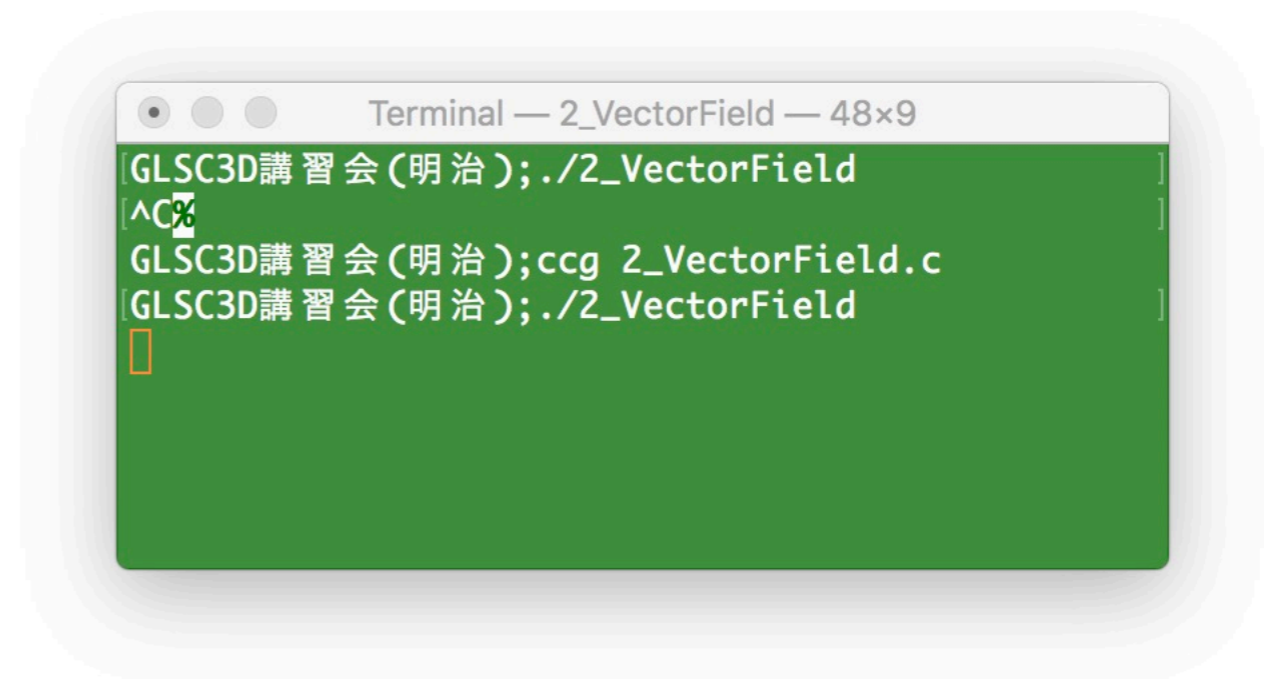 Terminal — 2_VectorField — 48×9
[GLSC3D講習会(明治);./2_VectorField ]
[^C% ]
GLSC3D講習会(明治);ccg 2_VectorField.c
[GLSC3D講習会(明治);./2_VectorField ]